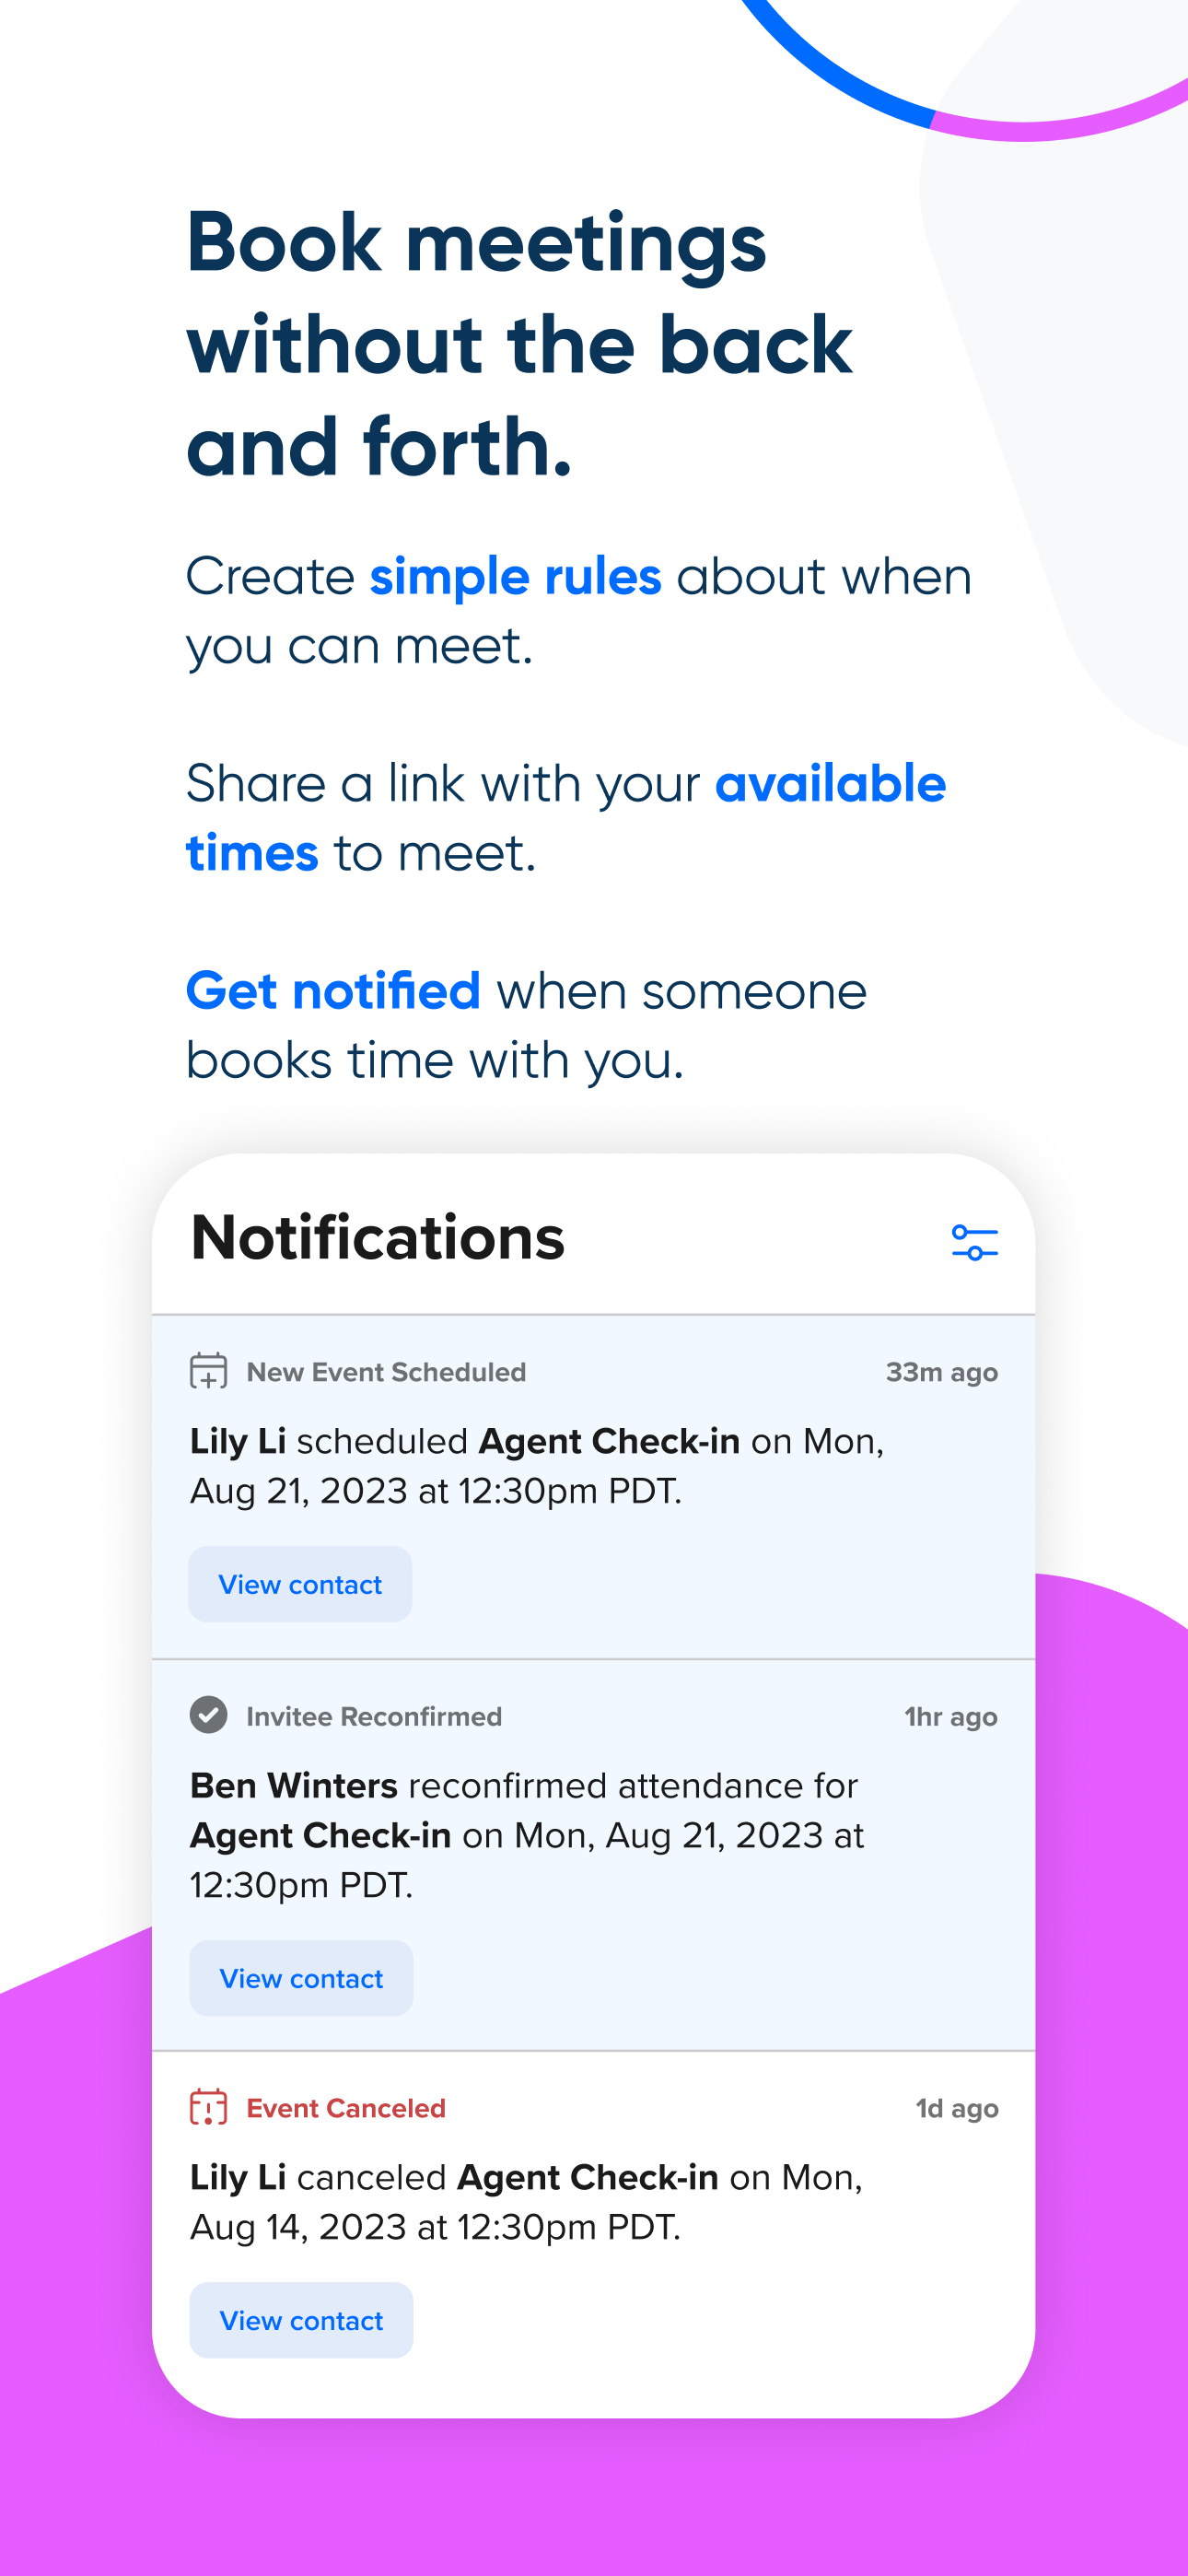 Book meetings
without the back
and forth.
Create simple rules about when
you can meet.
Share a link with your available
times to meet.
Get notified when someone
books time with you.
Notifications
New Event Scheduled
33m ago
Lily Li scheduled Agent Check-in on Mon,
Aug 21, 2023 at 12:30pm PDT.
View contact
Invitee Reconfirmed
1hr ago
Ben Winters reconfirmed attendance for
Agent Check-in on Mon, Aug 21, 2023 at
12:30pm PDT.
View contact
Event Canceled
1d ago
Lily Li canceled Agent Check-in on Mon,
Aug 14, 2023 at 12:30pm PDT.
View contact